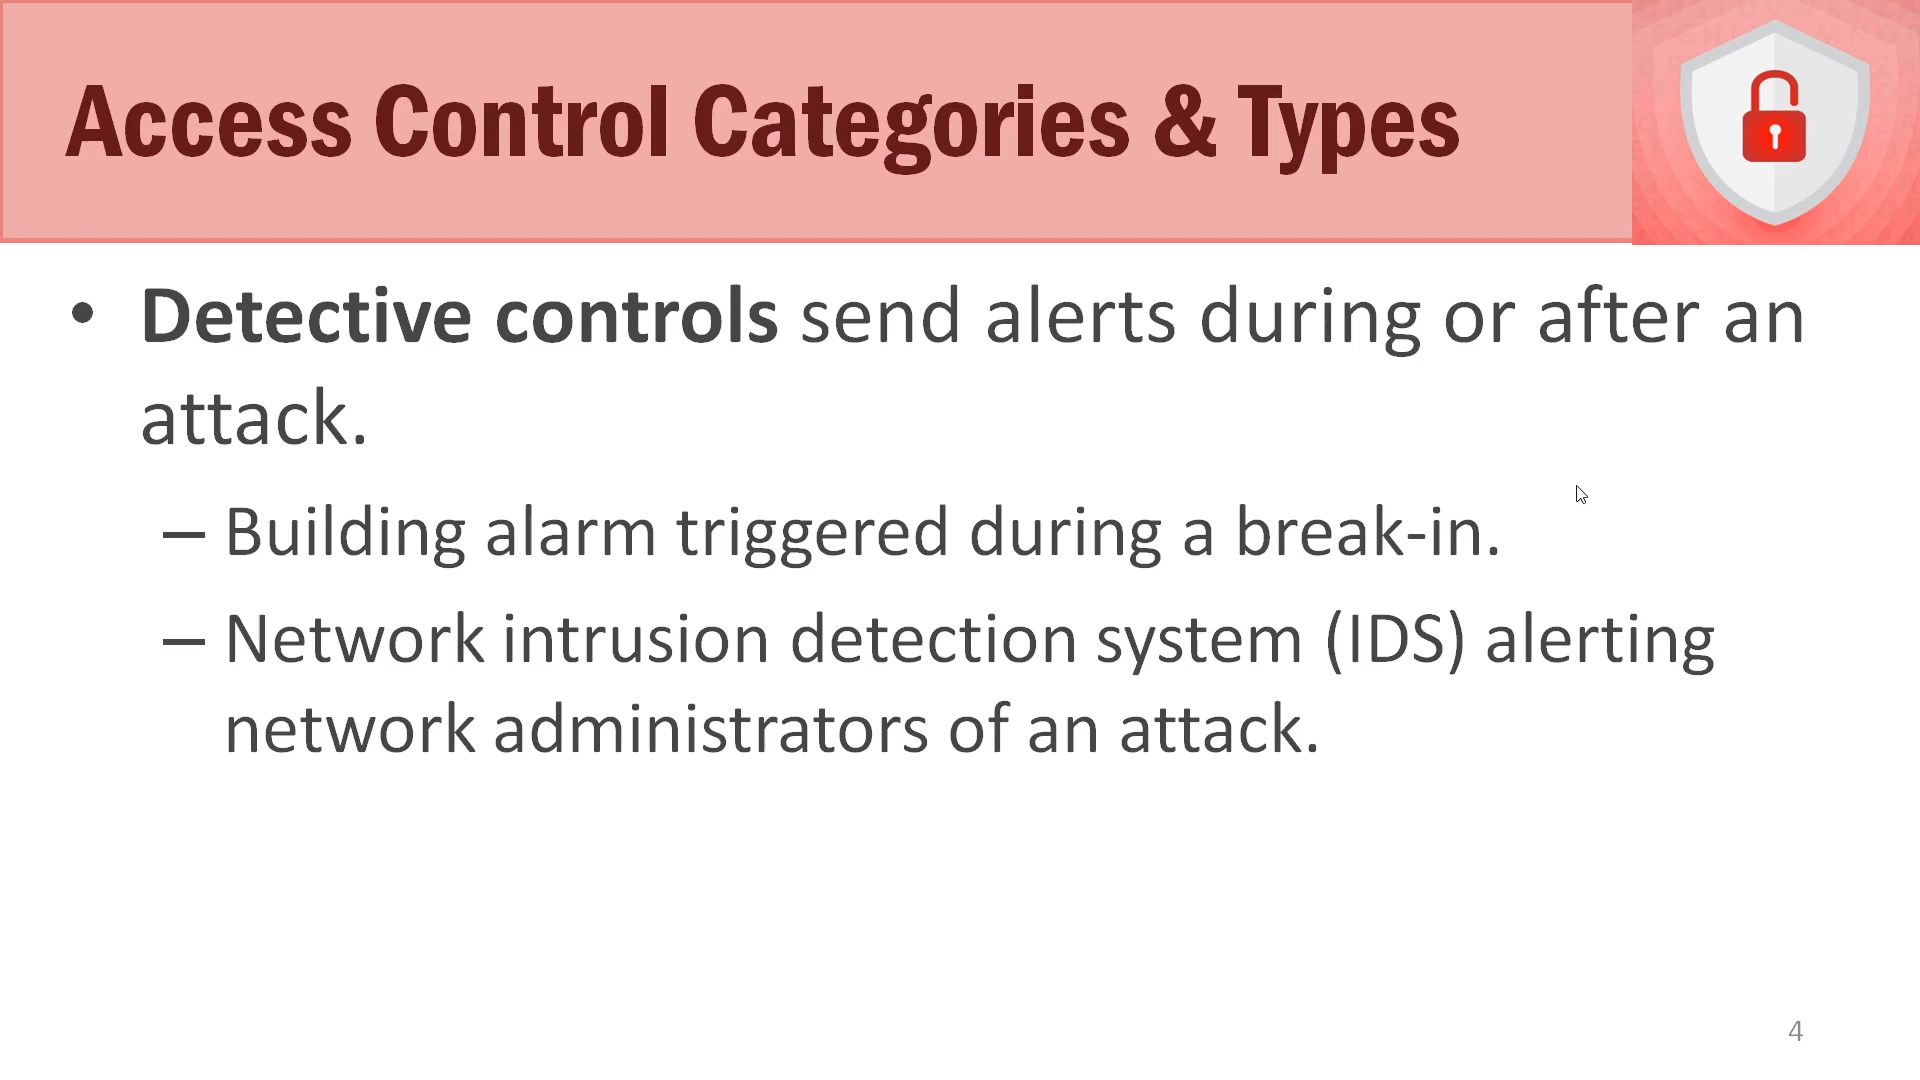 Access Control Categories & Types
• Detective controls send alerts during or after an
attack.
– Building alarm triggered during a break-in.
– Network intrusion detection system (IDS) alerting
network administrators of an attack.
4